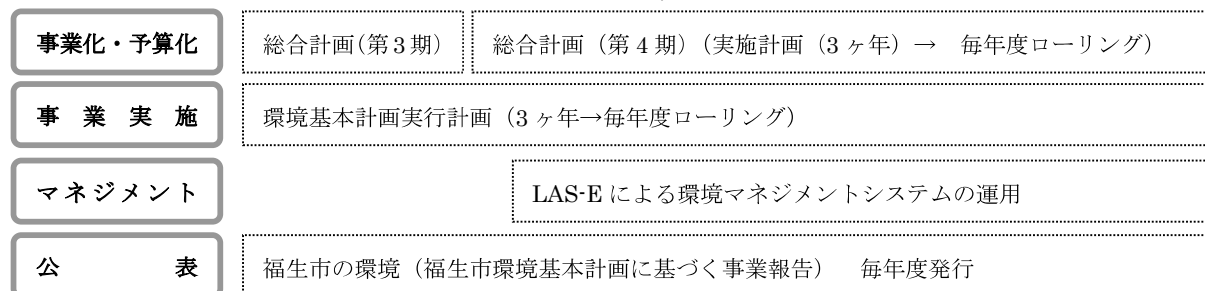 事業化・予算化 総合計画(第3期) 総合計画（第4期）（実施計画（3ヶ年）→　毎年度ローリング）
事業実施 環境基本計画実行計画（3ヶ年→毎年度ローリング）
マネジメント LAS-Eによる環境マネジメントシステムの運用
公表 福生市の環境（福生市環境基本計画に基づく事業報告）　毎年度発行